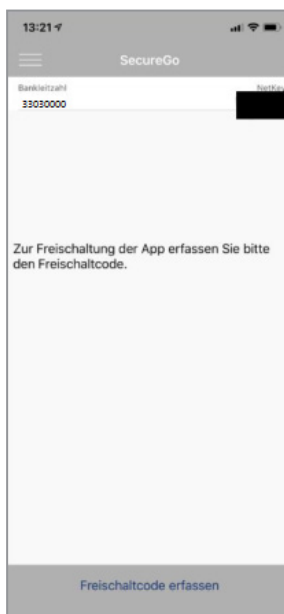 13:21
SecureGo
Bankleitzahl NetKey
33030000
Zur Freischaltung der App erfassen Sie bitte
den Freischaltcode.
Freischaltcode erfassen